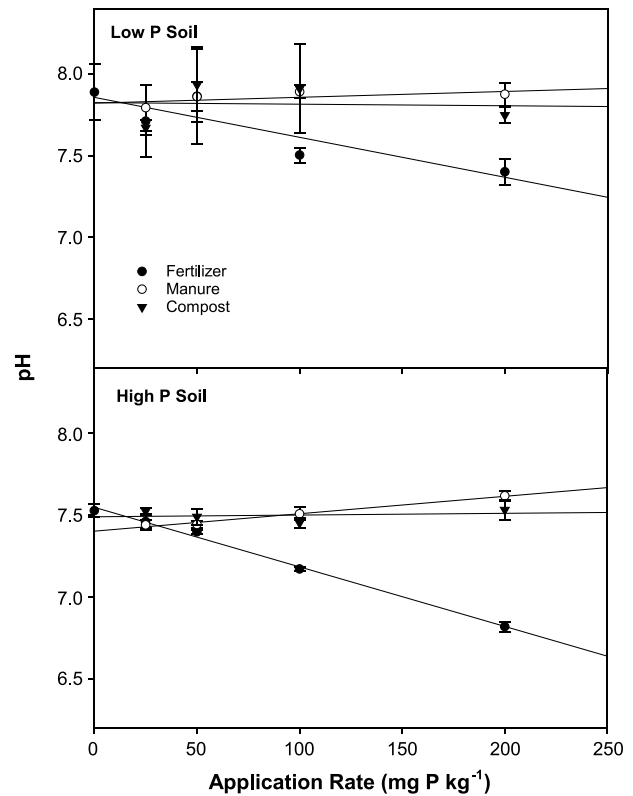 Low P Soil
8.0
7.5
7.0
6.5
Fertilizer
Manure
Compost
pH
High P Soil
8.0
7.5
7.0
6.5
0 50 100 150 200 250
Application Rate (mg P kg⁻¹)